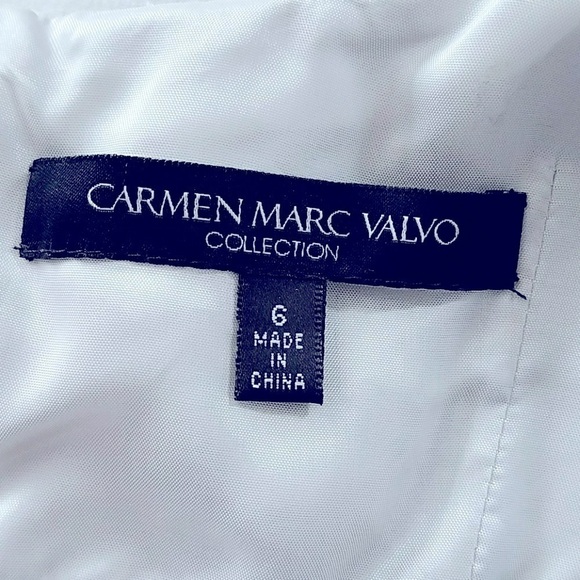 CARMEN MARC VALVO
COLLECTION
6
MADE
IN
CHINA